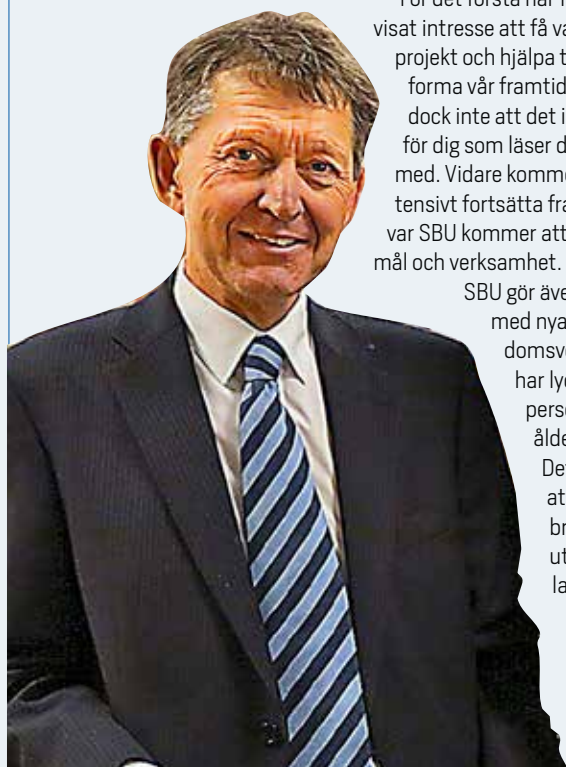 För det första har
visat intresse att få va
projekt och hjälpa t
forma vår framtid
dock inte att det i
för dig som läser d
med. Vidare komme
tensivt fortsätta fra
var SBU kommer att
mål och verksamhet.
SBU gör äve
med nya
domsve
har lyc
perso
ålde
De
at
br
ut
la